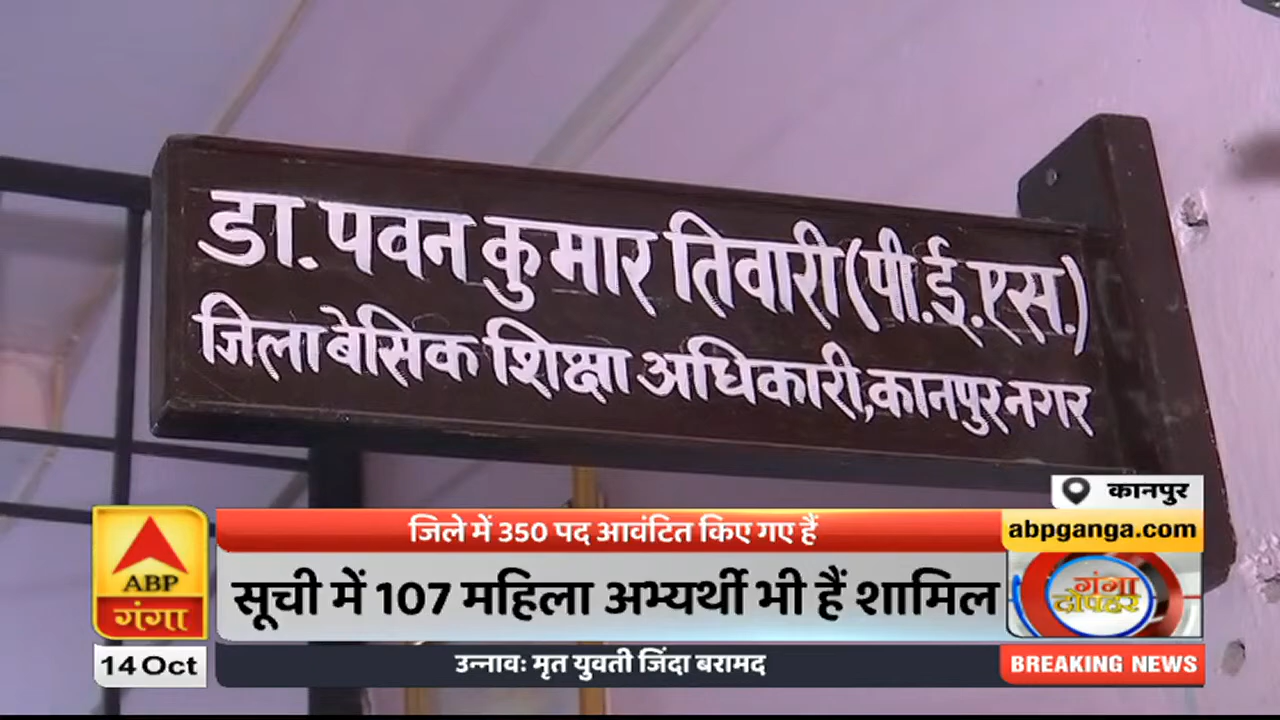 डा. पवन कुमार तिवारी (पी.ई.एस.)
जिला बेसिक शिक्षा अधिकारी, कानपुर नगर
कानपुर
जिले में 350 पद आवंटित किए गए हैं
abpganga.com
ABP
गंगा
सूची में 107 महिला अभ्यर्थी भी हैं शामिल
गंगा
दोपहर
14 Oct
उन्नावः मृत युवती जिंदा बरामद
BREAKING NEWS